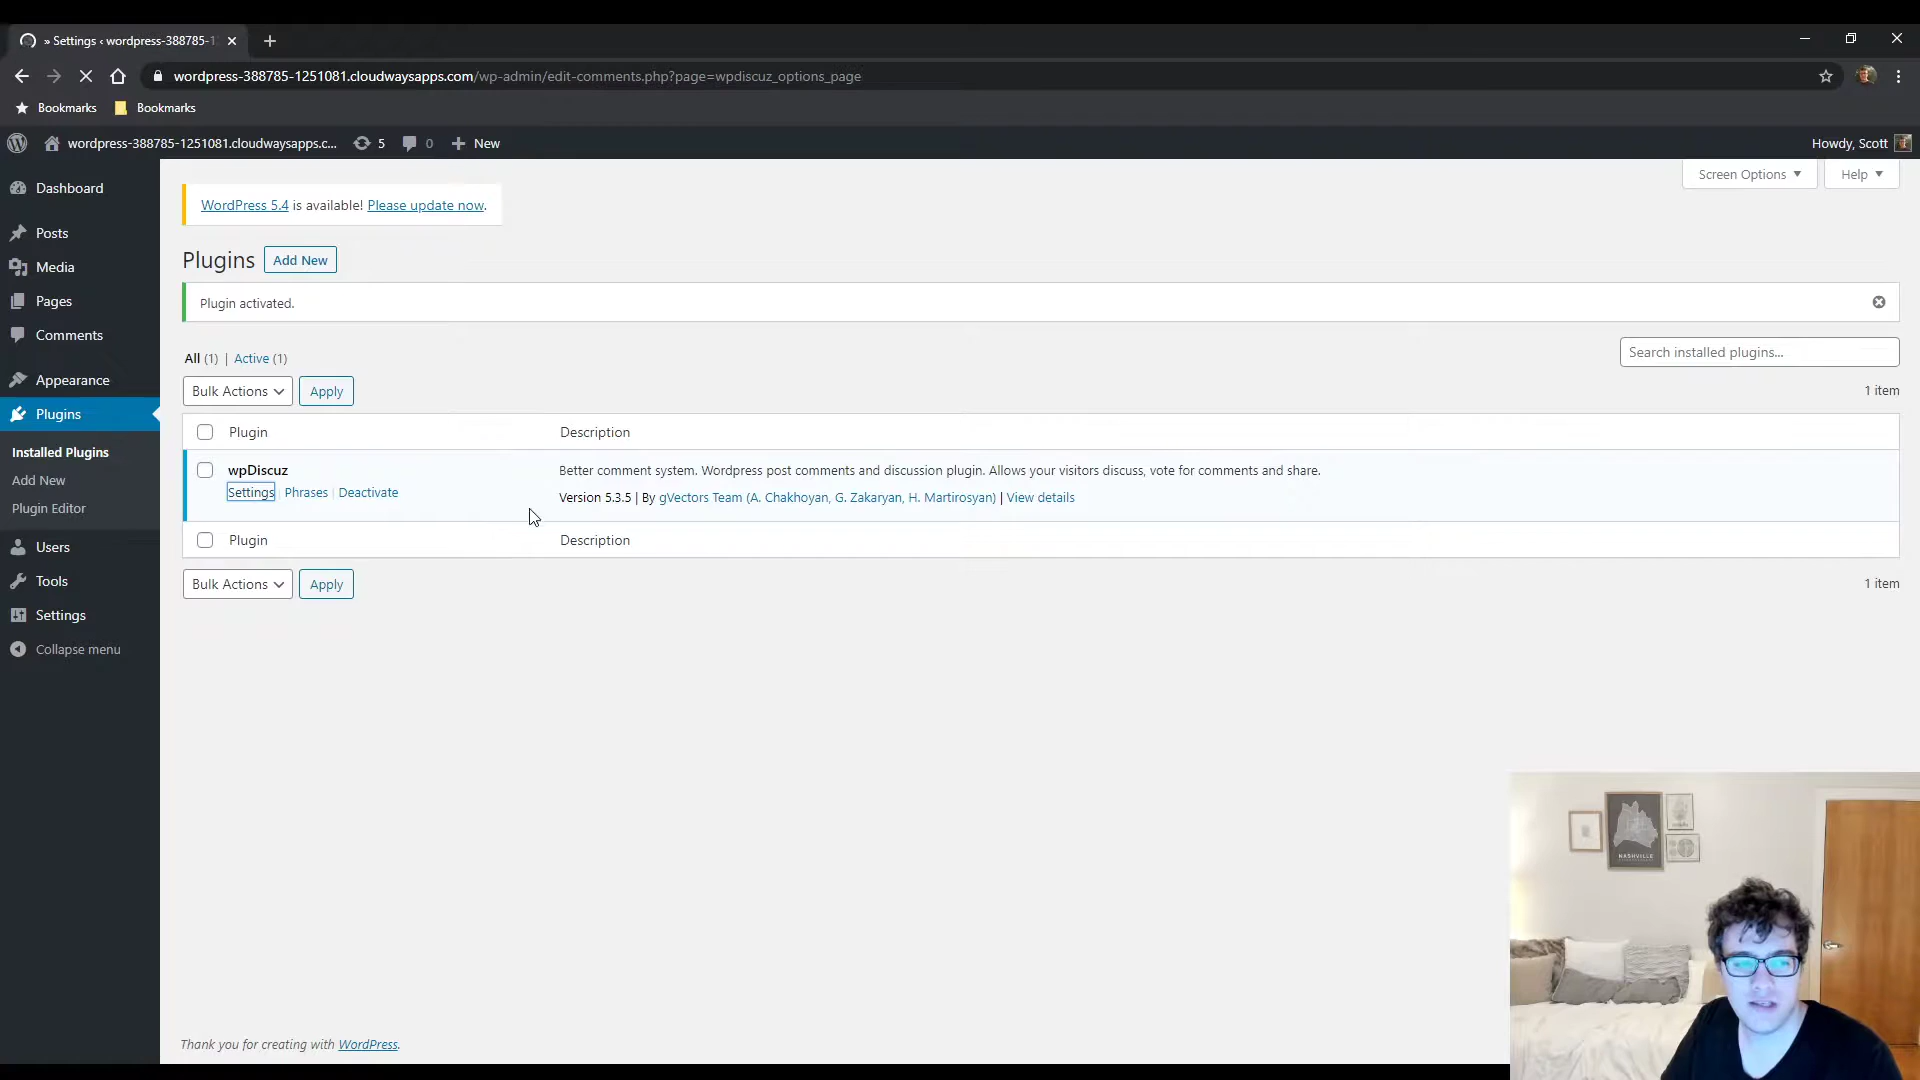 » Settings ‹ wordpress-388785-1
wordpress-388785-1251081.cloudwaysapps.com/wp-admin/edit-comments.php?page=wpdiscuz_options_page
Bookmarks Bookmarks
wordpress-388785-1251081.cloudwaysapps.c... 5 0 New Howdy, Scott
Screen Options Help
Dashboard
Posts
Media
Pages
Comments
Appearance
Plugins
Installed Plugins
Add New
Plugin Editor
Users
Tools
Settings
Collapse menu
WordPress 5.4 is available! Please update now.
Plugins Add New
Plugin activated.
All (1) | Active (1)
Search installed plugins...
Bulk Actions Apply 1 item
Plugin Description
wpDiscuz Better comment system. Wordpress post comments and discussion plugin. Allows your visitors discuss, vote for comments and share.
Settings | Phrases | Deactivate Version 5.3.5 | By gVectors Team (A. Chakhoyan, G. Zakaryan, H. Martirosyan) | View details
Plugin Description
Bulk Actions Apply 1 item
NASHVILLE
Thank you for creating with WordPress.